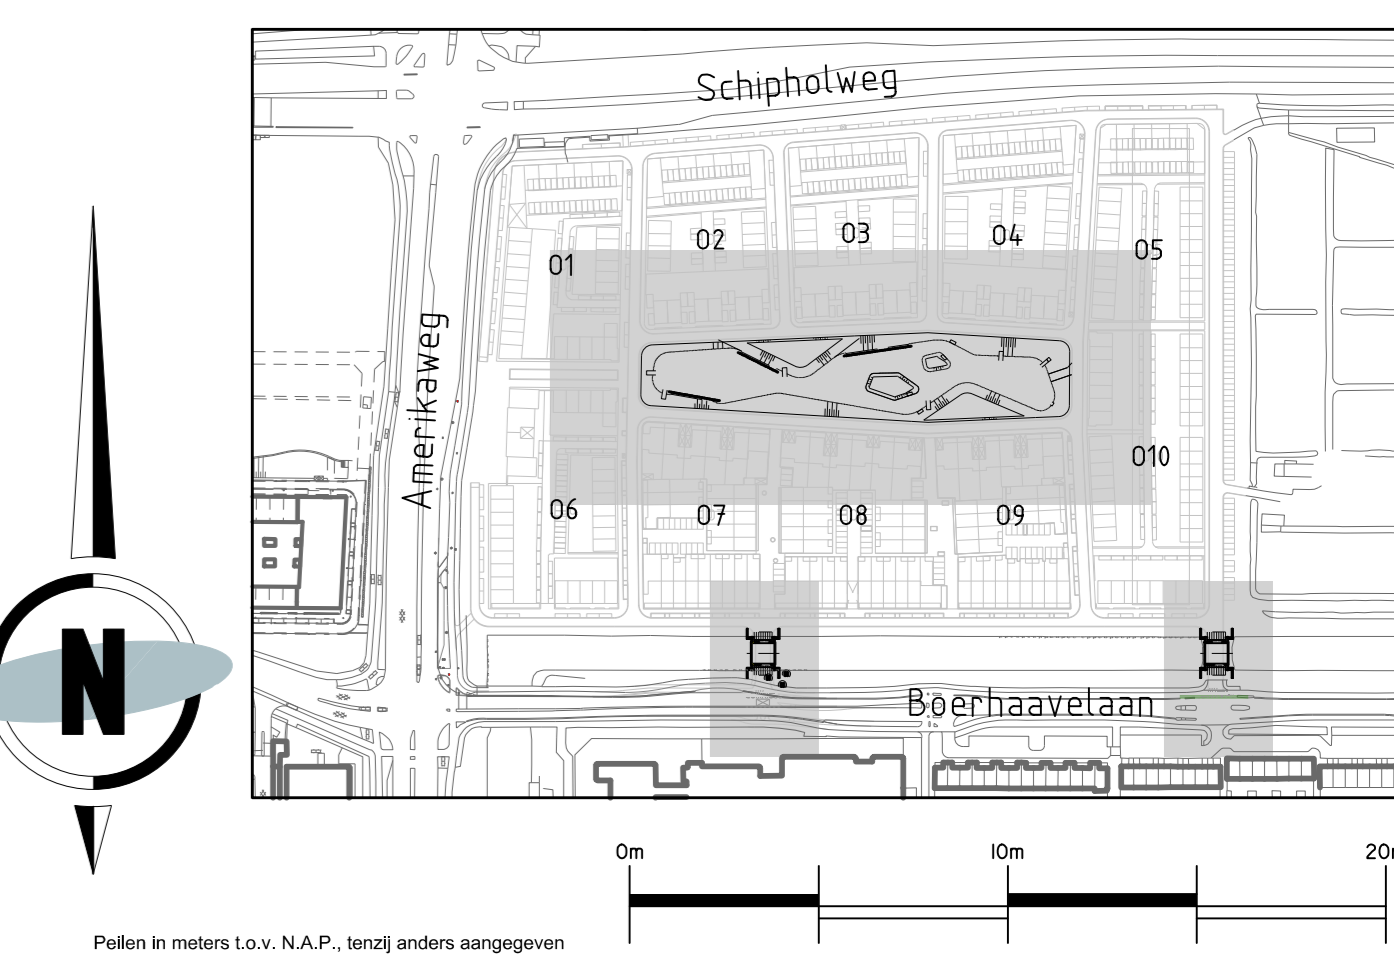 Schipholweg
02
03
04
05
01
Amerikaweg
010
06
07
08
09
N
Boerhaavelaan
0m
10m
20m
Peilen in meters t.o.v. N.A.P., tenzij anders aangegeven